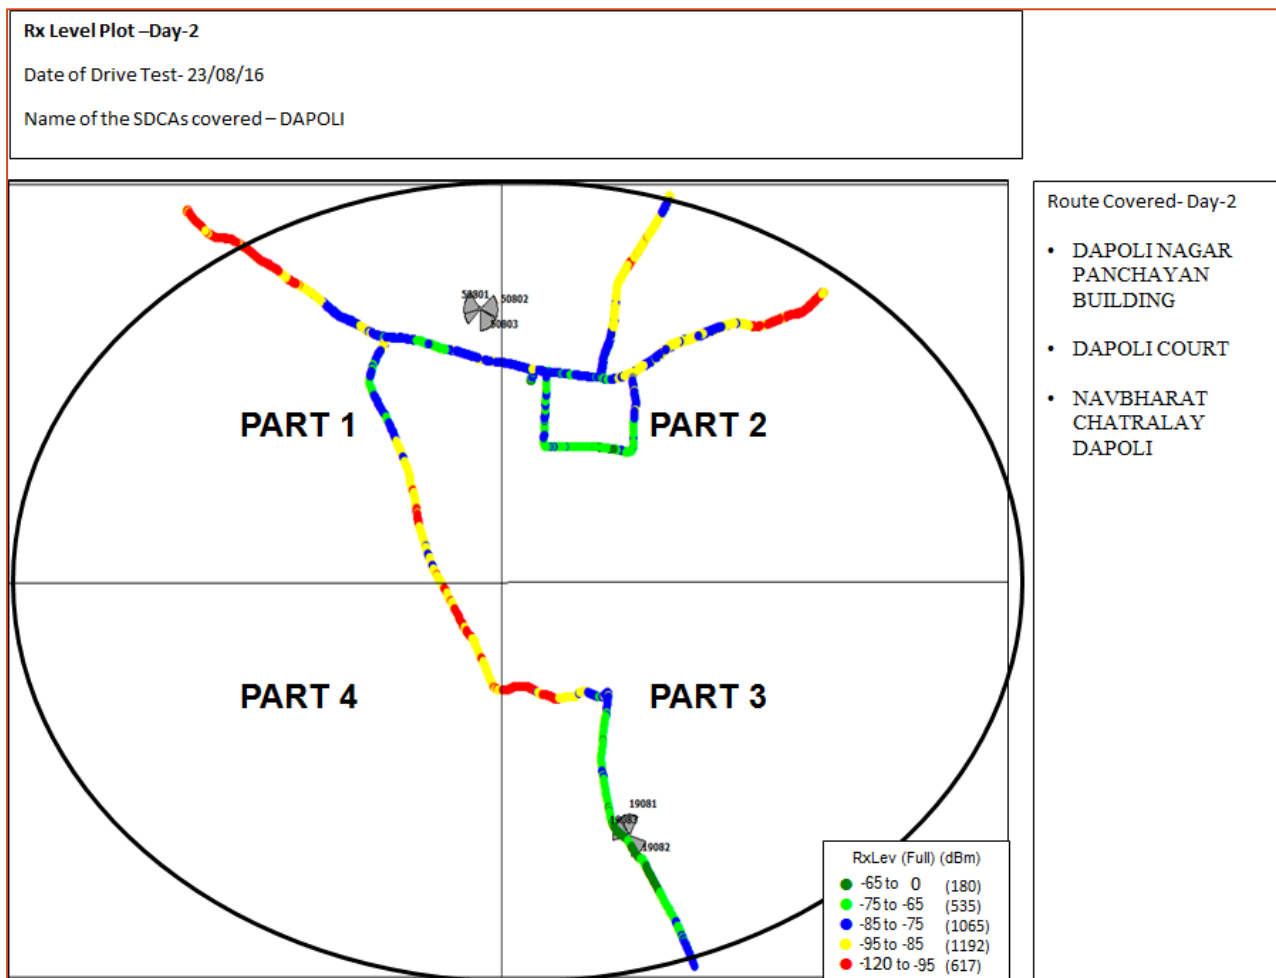 Rx Level Plot –Day-2
Date of Drive Test- 23/08/16
Name of the SDCAs covered – DAPOLI
Route Covered- Day-2
• DAPOLI NAGAR
PANCHAYAN
BUILDING
• DAPOLI COURT
• NAVBHARAT
CHATRALAY
DAPOLI
50801
50802
50803
PART 1
PART 2
PART 4
PART 3
19081
19082
RxLev (Full) (dBm)
-65 to 0 (180)
-75 to -65 (535)
-85 to -75 (1065)
-95 to -85 (1192)
-120 to -95 (617)